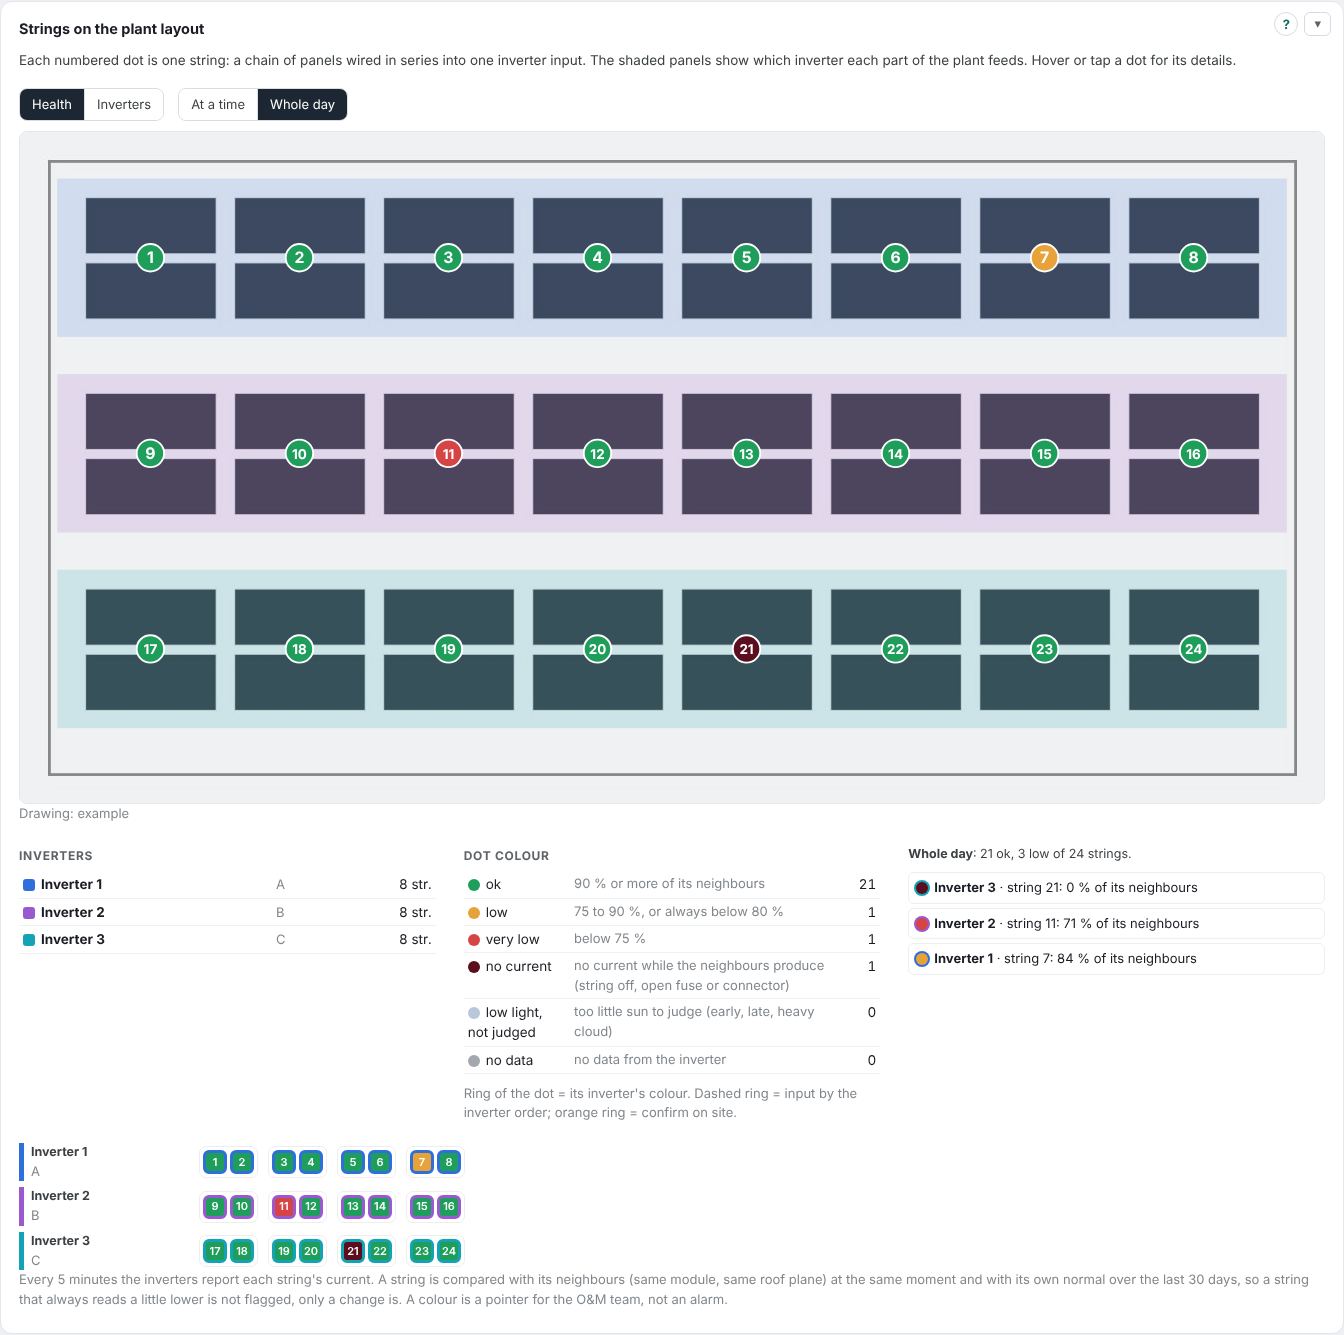 Strings on the plant layout
?
▾
Each numbered dot is one string: a chain of panels wired in series into one inverter input. The shaded panels show which inverter each part of the plant feeds. Hover or tap a dot for its details.
Health Inverters At a time Whole day
1 2 3 4 5 6 7 8
9 10 11 12 13 14 15 16
17 18 19 20 21 22 23 24
Drawing: example
INVERTERS
Inverter 1 A 8 str.
Inverter 2 B 8 str.
Inverter 3 C 8 str.
DOT COLOUR
ok 90 % or more of its neighbours 21
low 75 to 90 %, or always below 80 % 1
very low below 75 % 1
no current no current while the neighbours produce 1
(string off, open fuse or connector)
low light, too little sun to judge (early, late, heavy 0
not judged cloud)
no data no data from the inverter 0
Ring of the dot = its inverter's colour. Dashed ring = input by the
inverter order; orange ring = confirm on site.
Whole day: 21 ok, 3 low of 24 strings.
Inverter 3 · string 21: 0 % of its neighbours
Inverter 2 · string 11: 71 % of its neighbours
Inverter 1 · string 7: 84 % of its neighbours
Inverter 1
A
1 2 3 4 5 6 7 8
Inverter 2
B
9 10 11 12 13 14 15 16
Inverter 3
C
17 18 19 20 21 22 23 24
Every 5 minutes the inverters report each string's current. A string is compared with its neighbours (same module, same roof plane) at the same moment and with its own normal over the last 30 days, so a string
that always reads a little lower is not flagged, only a change is. A colour is a pointer for the O&M team, not an alarm.